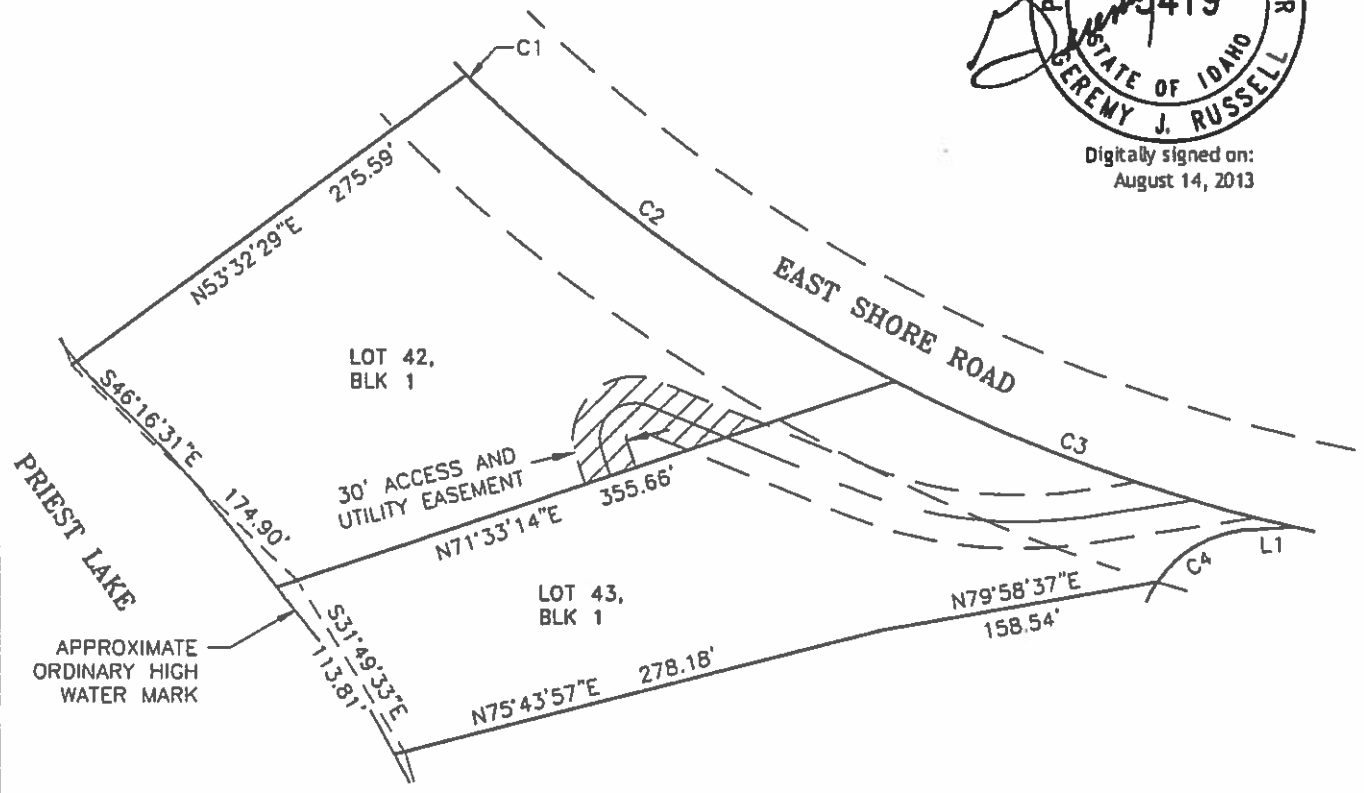 5419
STATE OF IDAHO
GEREMY J. RUSSELL
Digitally signed on:
August 14, 2013
C1
275.59'
N53°32'29"E
C2
EAST SHORE ROAD
LOT 42,
BLK 1
S46°16'31"E
174.90'
PRIEST LAKE
30' ACCESS AND
UTILITY EASEMENT
355.66'
N71°33'14"E
C3
L1
C4
LOT 43,
BLK 1
N79°58'37"E
158.54'
S31°49'33"E
113.81'
APPROXIMATE
ORDINARY HIGH
WATER MARK
278.18'
N75°43'57"E